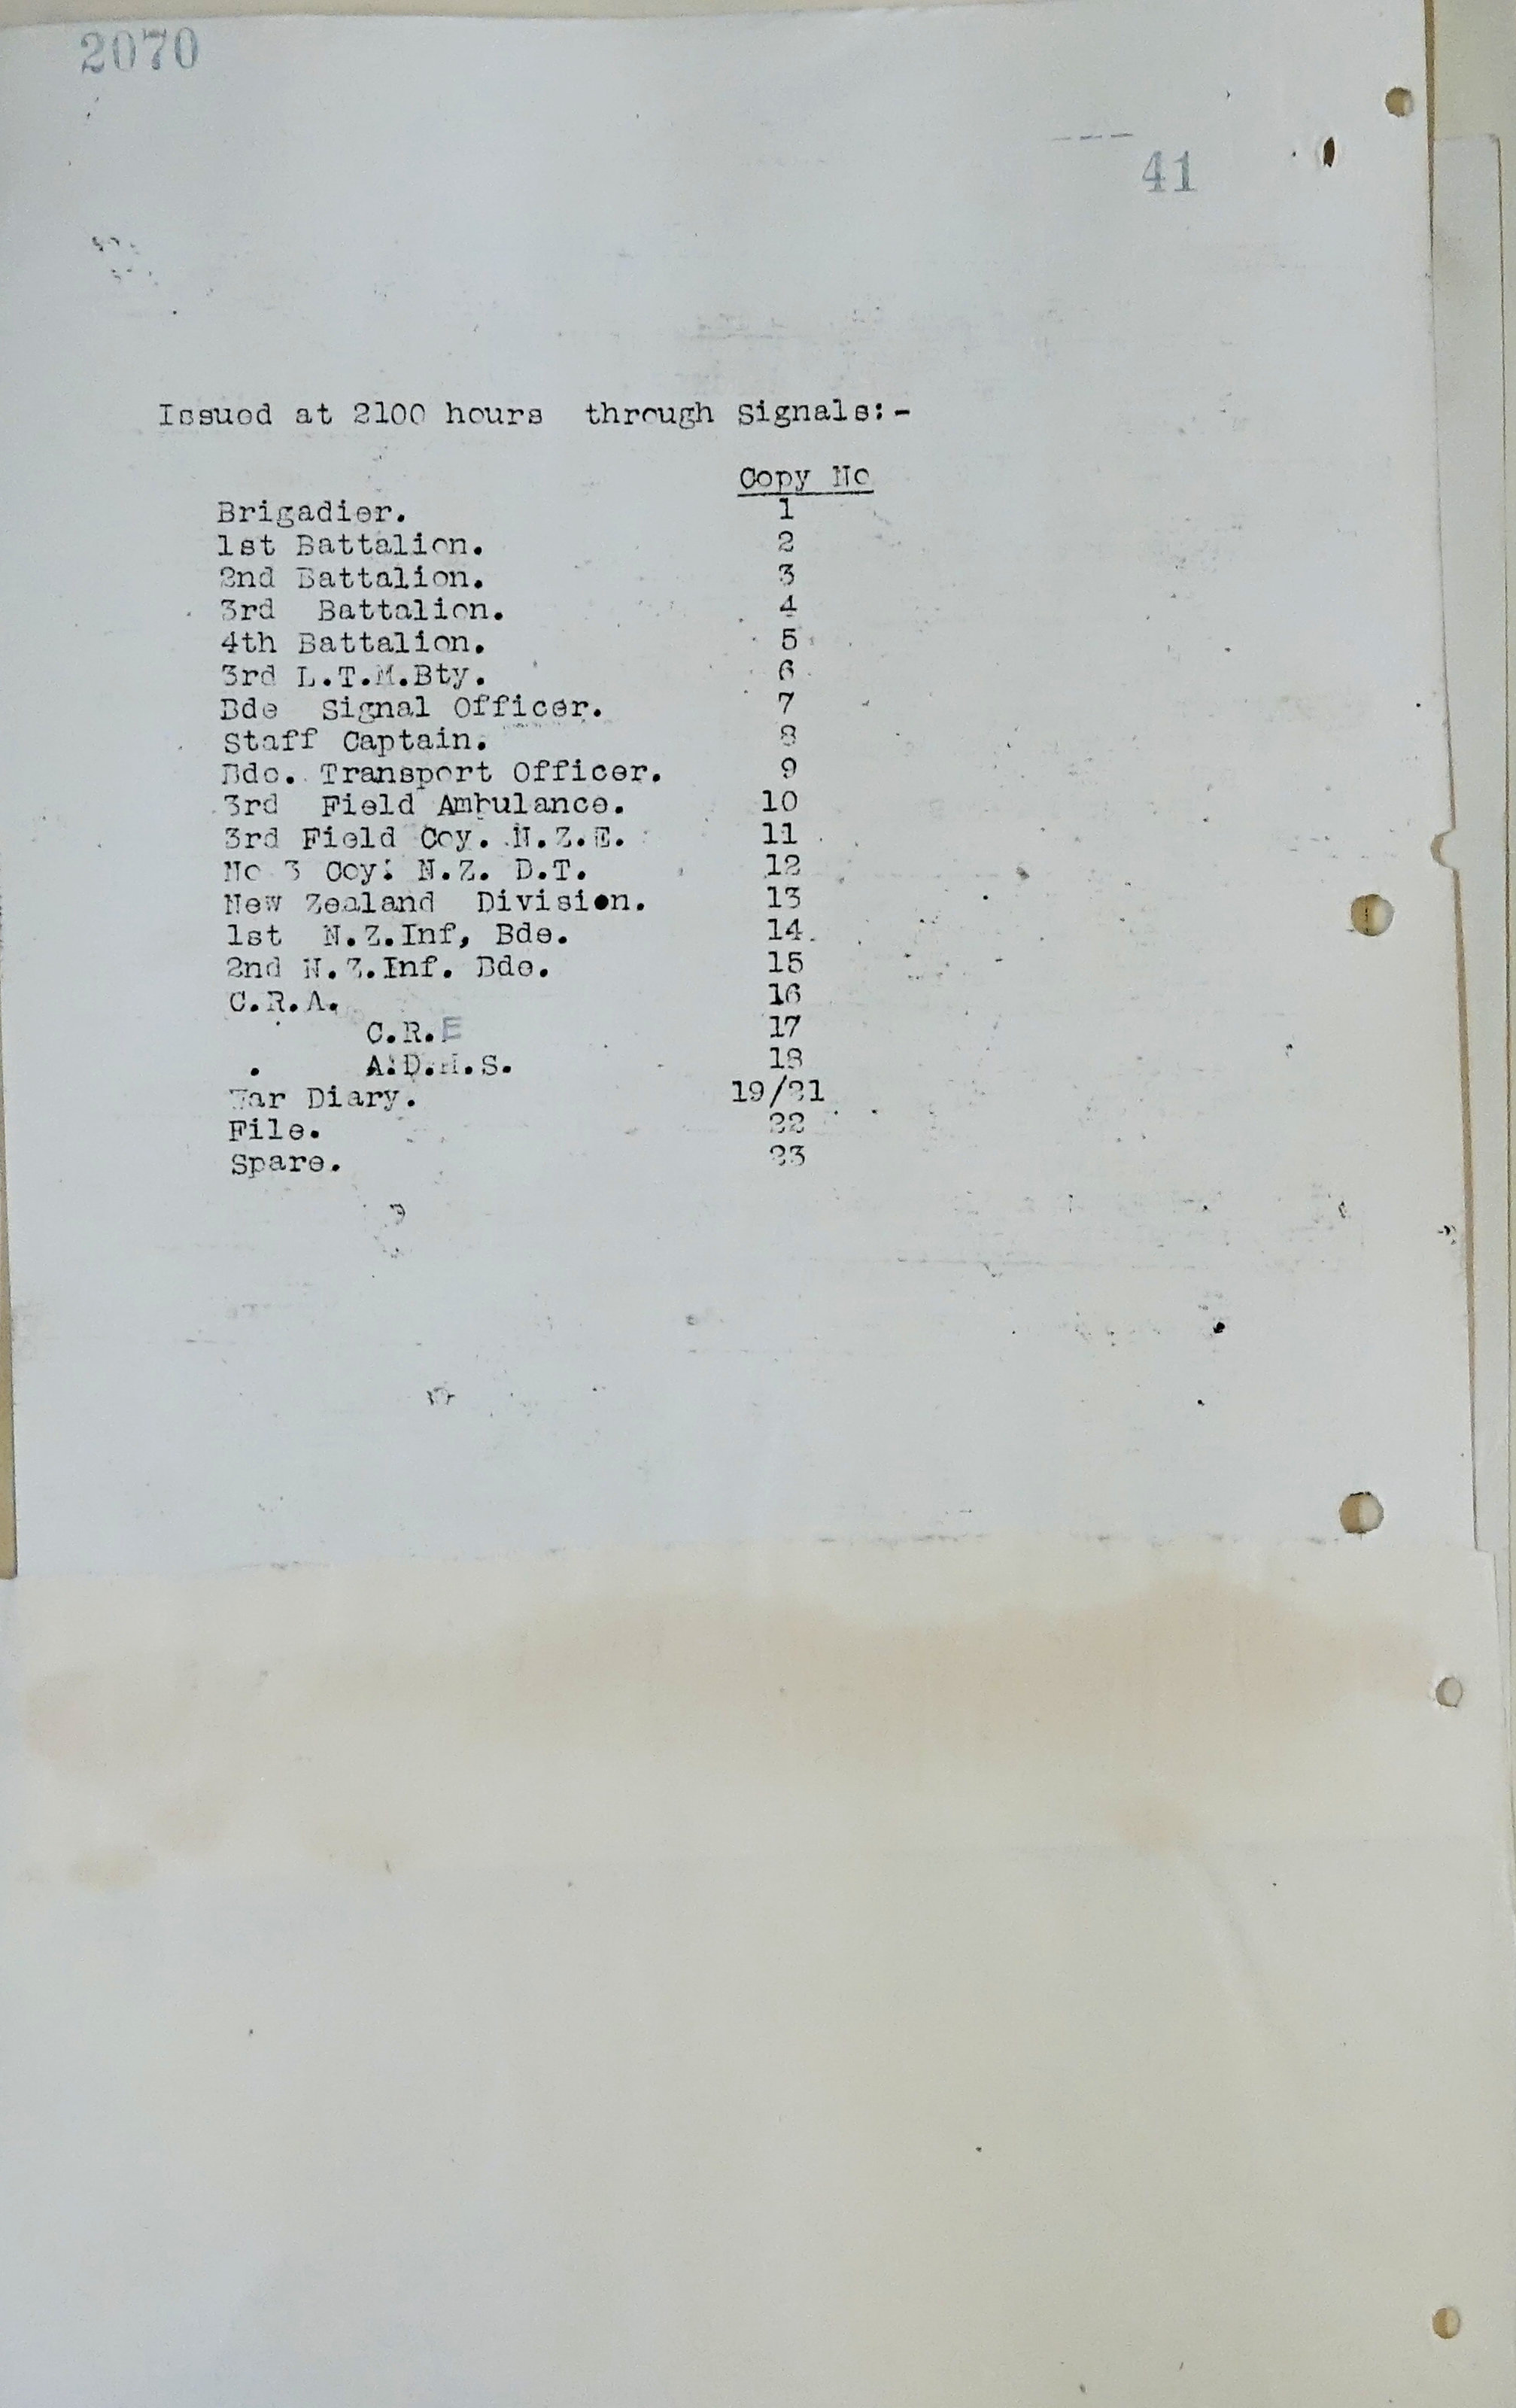 2070
41
Issued at 2100 hours through Signals:-
Copy No
Brigadier. 1
1st Battalion. 2
2nd Battalion. 3
3rd Battalion. 4
4th Battalion. 5
3rd L.T.M.Bty. 6
Bde Signal Officer. 7
Staff Captain. 8
Bde. Transport Officer. 9
3rd Field Ambulance. 10
3rd Field Coy. N.Z.E. 11
No 3 Coy. N.Z. D.T. 12
New Zealand Division. 13
1st N.Z.Inf, Bde. 14
2nd N.Z.Inf. Bde. 15
C.R.A. 16
C.R.E 17
A.D.M.S. 18
War Diary. 19/21
File. 22
Spare. 23